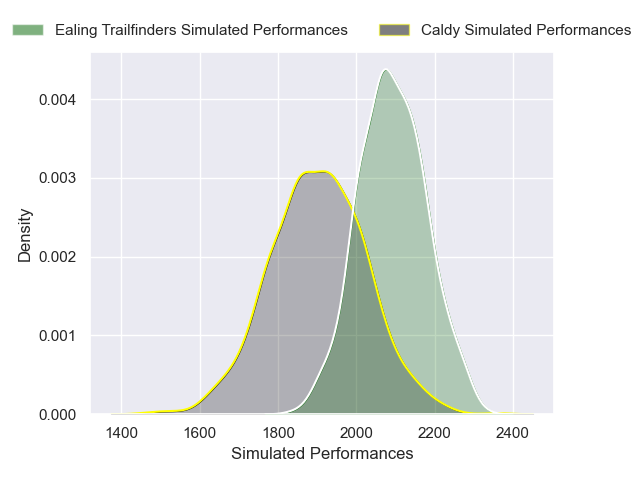 Ealing Trailfinders Simulated Performances
Caldy Simulated Performances
Density
0.004
0.003
0.002
0.001
0.000
1400 1600 1800 2000 2200 2400
Simulated Performances